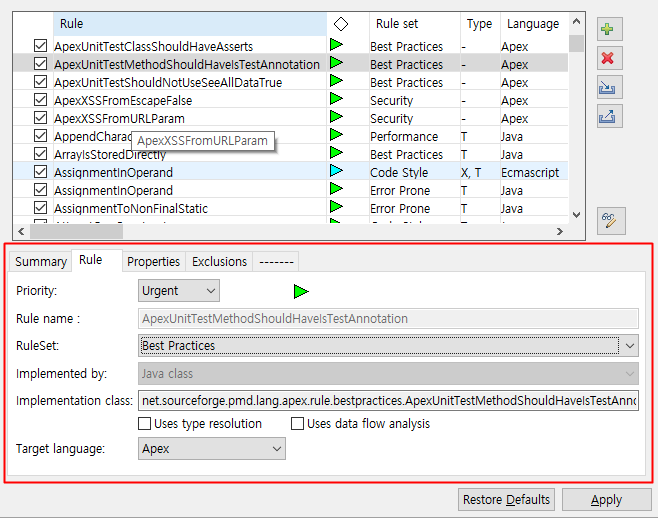 Rule Rule set Type Language
ApexUnitTestClassShouldHaveAsserts Best Practices - Apex
ApexUnitTestMethodShouldHaveIsTestAnnotation Best Practices - Apex
ApexUnitTestShouldNotUseSeeAllDataTrue Best Practices - Apex
ApexXSSFromEscapeFalse Security - Apex
ApexXSSFromURLParam Security - Apex
AppendCharac Performance T Java
ApexXSSFromURLParam
ArrayIsStoredDirectly Best Practices T Java
AssignmentInOperand Code Style X, T Ecmascript
AssignmentInOperand Error Prone T Java
AssignmentToNonFinalStatic Error Prone T Java
Summary Rule Properties Exclusions -------
Priority: Urgent
Rule name : ApexUnitTestMethodShouldHaveIsTestAnnotation
RuleSet: Best Practices
Implemented by: Java class
Implementation class: net.sourceforge.pmd.lang.apex.rule.bestpractices.ApexUnitTestMethodShouldHaveIsTestAnno
Uses type resolution Uses data flow analysis
Target language: Apex
Restore Defaults Apply